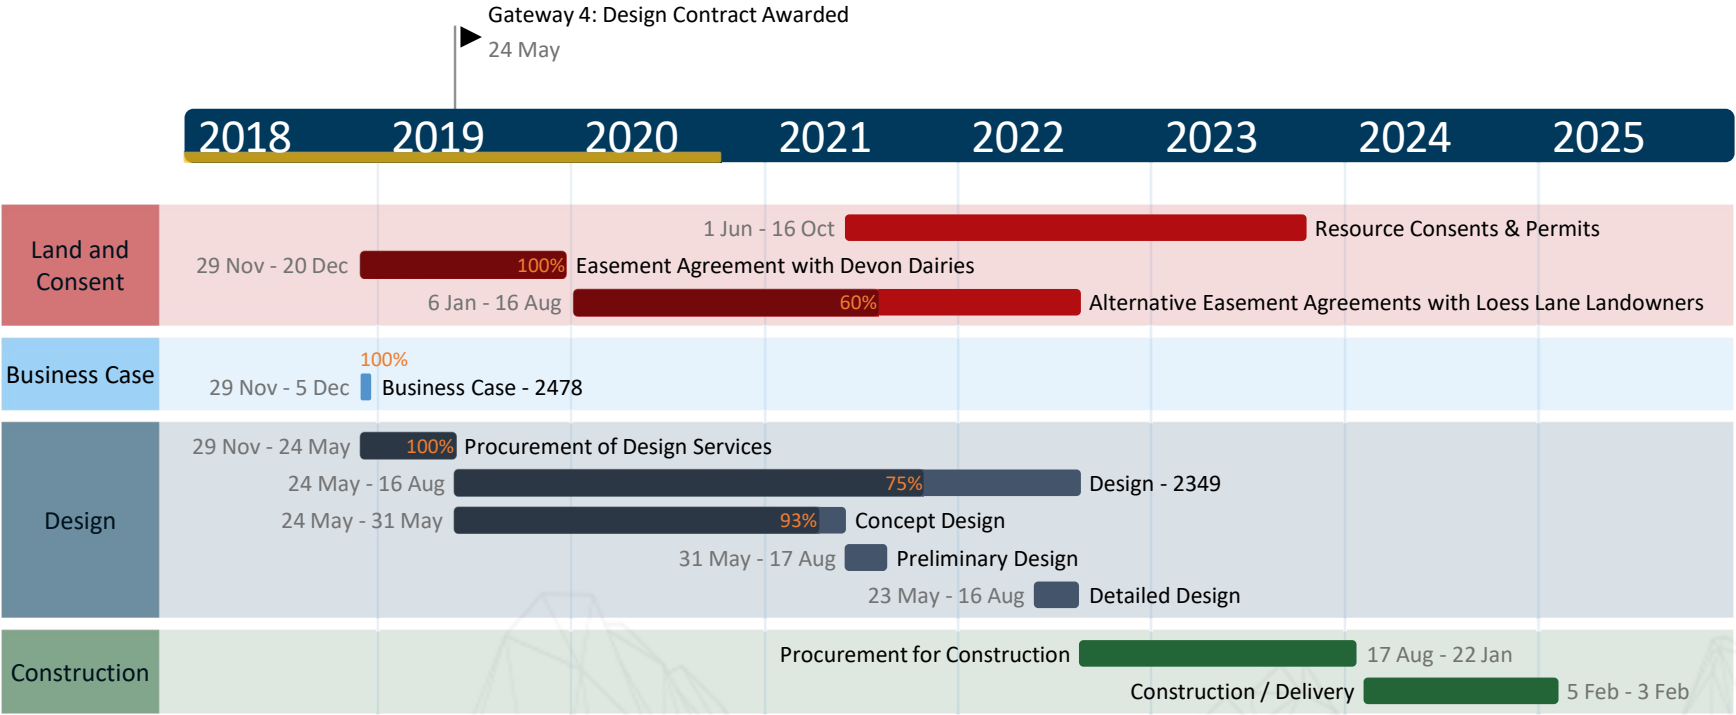 Gateway 4: Design Contract Awarded
24 May
2018 2019 2020 2021 2022 2023 2024 2025
Land and
Consent
1 Jun - 16 Oct Resource Consents & Permits
29 Nov - 20 Dec 100% Easement Agreement with Devon Dairies
6 Jan - 16 Aug 60% Alternative Easement Agreements with Loess Lane Landowners
Business Case
100%
29 Nov - 5 Dec Business Case - 2478
Design
29 Nov - 24 May 100% Procurement of Design Services
24 May - 16 Aug 75% Design - 2349
24 May - 31 May 93% Concept Design
31 May - 17 Aug Preliminary Design
23 May - 16 Aug Detailed Design
Construction
Procurement for Construction 17 Aug - 22 Jan
Construction / Delivery 5 Feb - 3 Feb